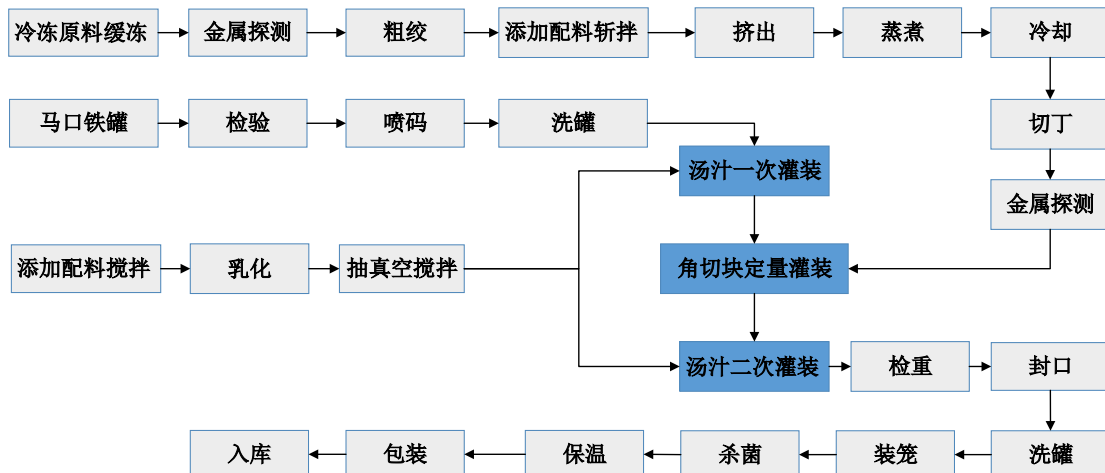 冷冻原料缓冻
金属探测
粗绞
添加配料斩拌
挤出
蒸煮
冷却
马口铁罐
检验
喷码
洗罐
切丁
汤汁一次灌装
金属探测
添加配料搅拌
乳化
抽真空搅拌
角切块定量灌装
汤汁二次灌装
检重
封口
入库
包装
保温
杀菌
装笼
洗罐